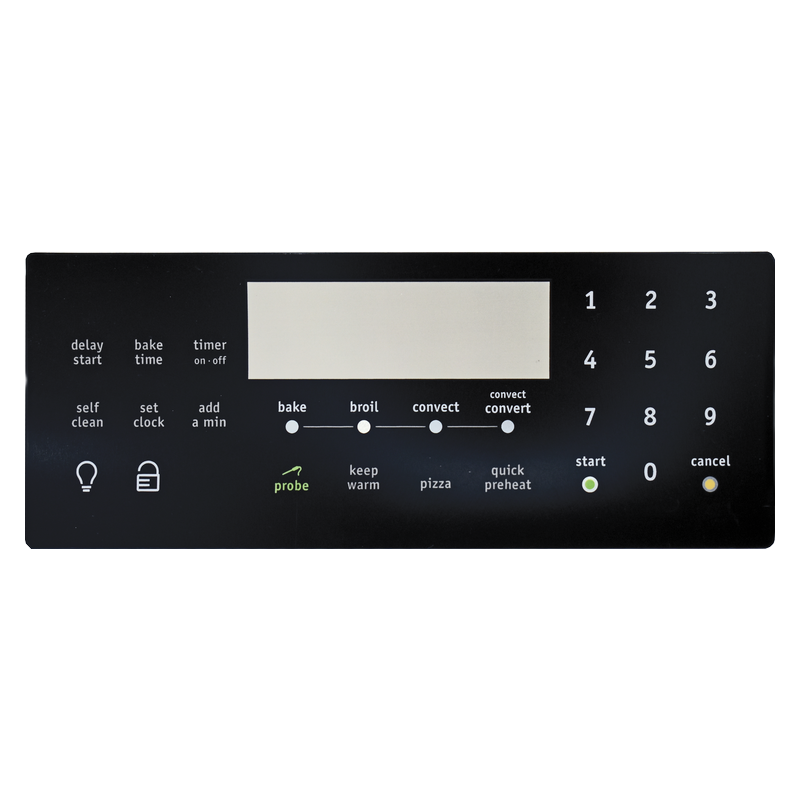 delay
start
bake
time
timer
on·off
self
clean
set
clock
add
a min
bake
broil
convect
convect
convert
probe
keep
warm
pizza
quick
preheat
1 2 3
4 5 6
7 8 9
start
0
cancel